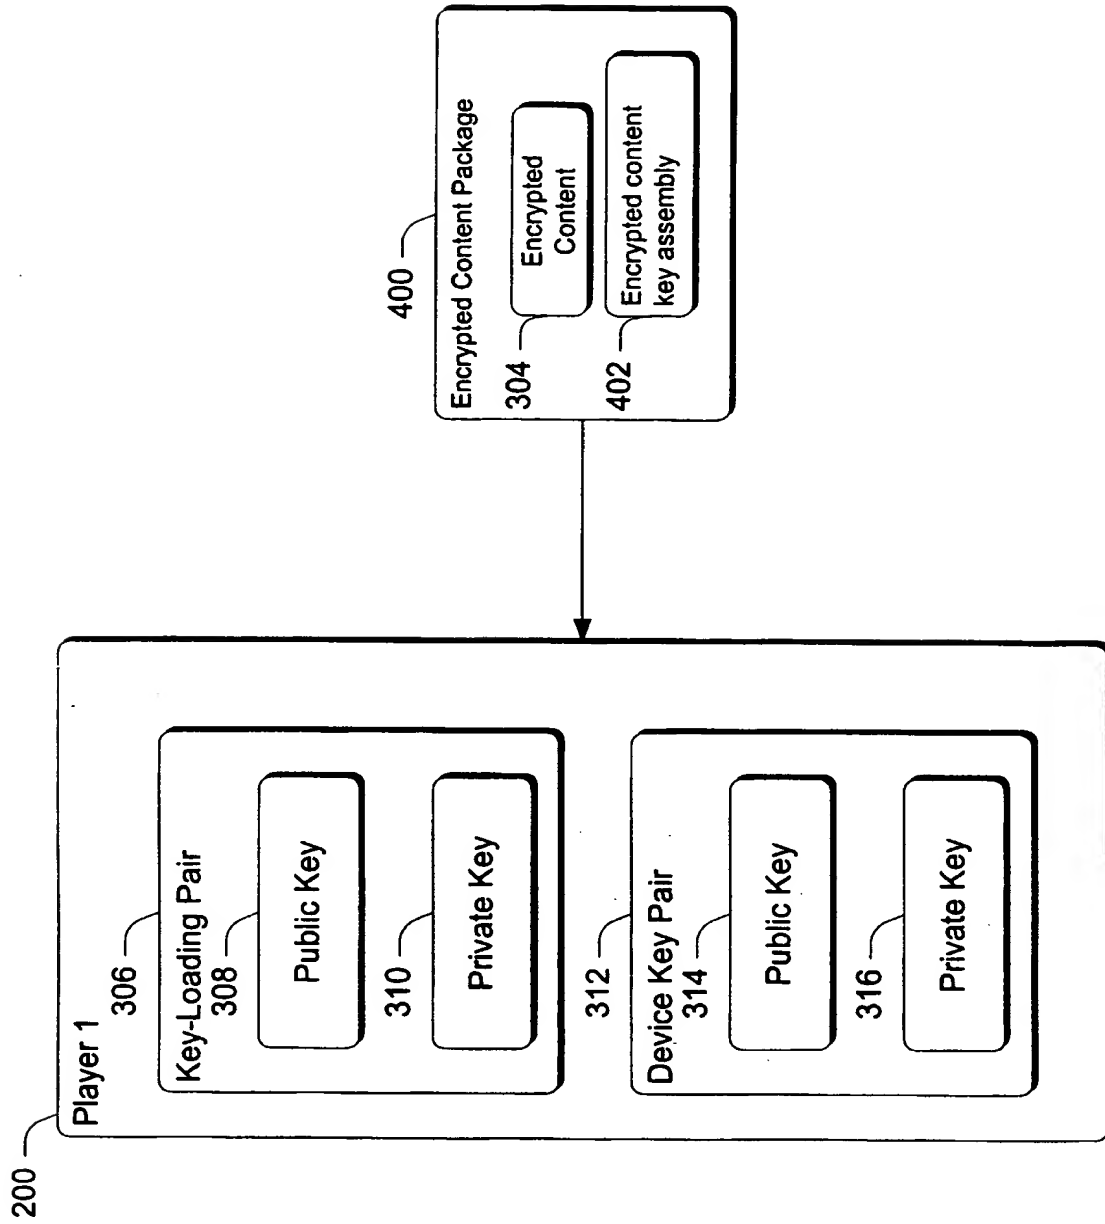 200
Player 1
306
Key-Loading Pair
308
Public Key
310
Private Key
312
Device Key Pair
314
Public Key
316
Private Key
400
Encrypted Content Package
304
Encrypted
Content
402
Encrypted content
key assembly